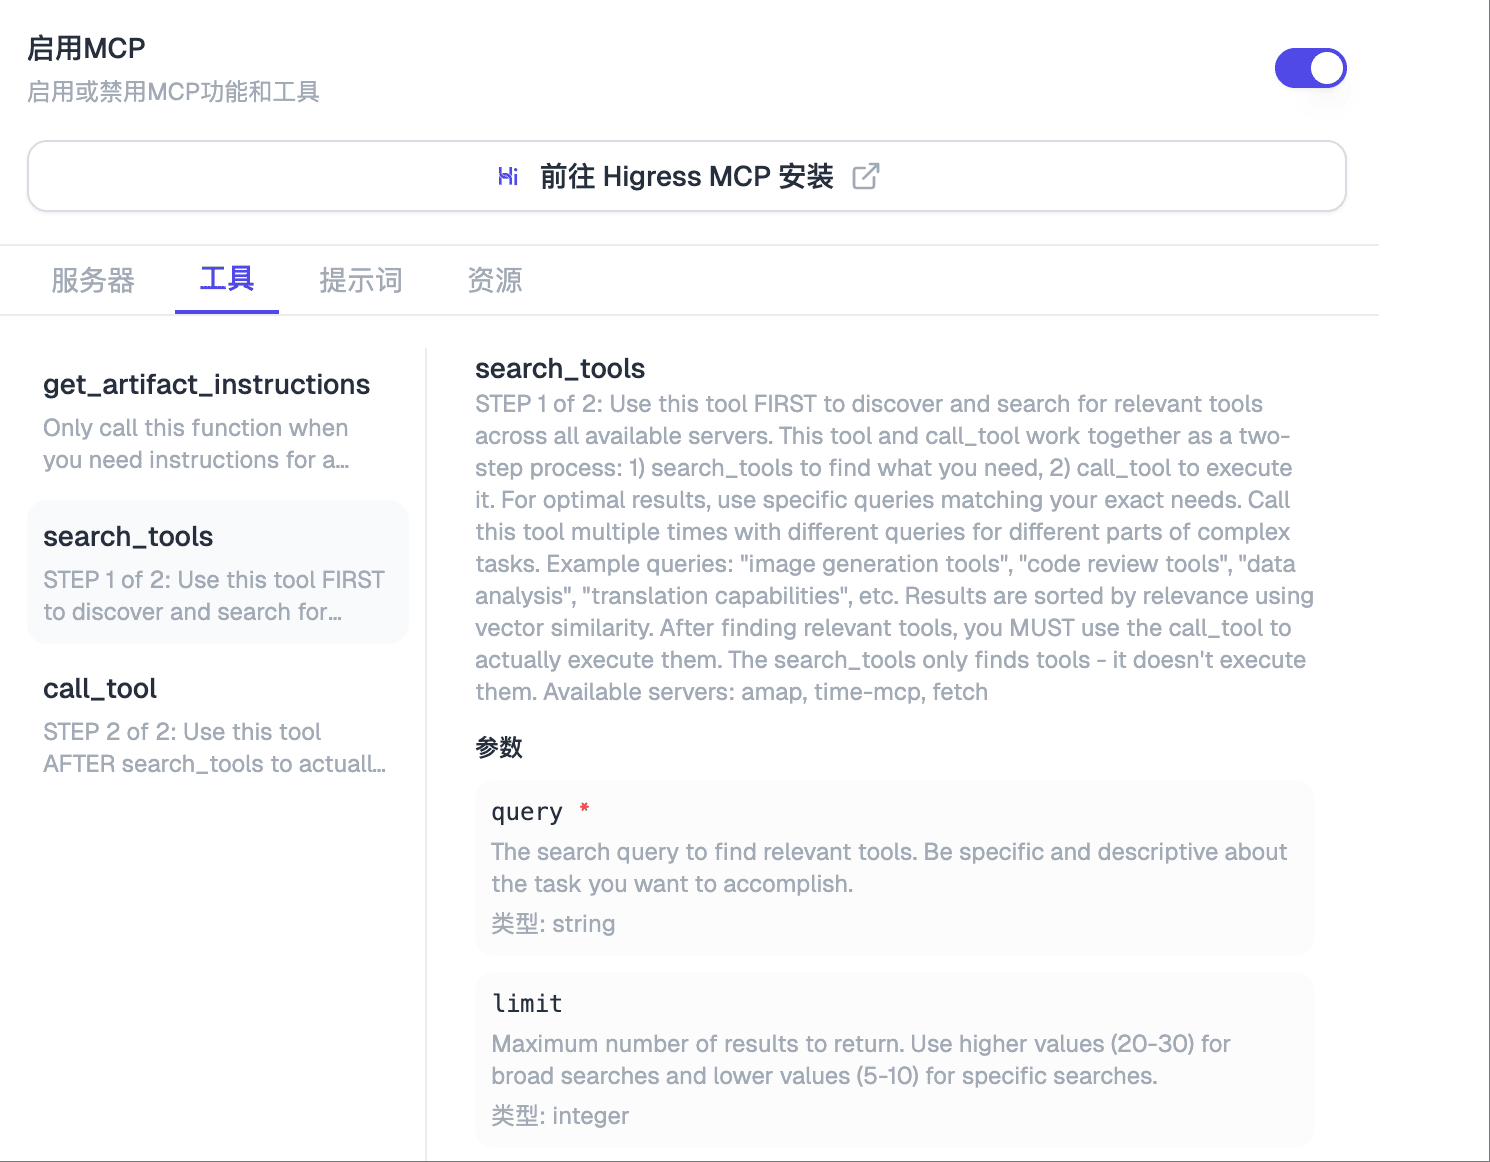 启用MCP
启用或禁用MCP功能和工具
Hi 前往 Higress MCP 安装
服务器 工具 提示词 资源
get_artifact_instructions
Only call this function when
you need instructions for a...
search_tools
STEP 1 of 2: Use this tool FIRST
to discover and search for...
call_tool
STEP 2 of 2: Use this tool
AFTER search_tools to actuall...
search_tools
STEP 1 of 2: Use this tool FIRST to discover and search for relevant tools
across all available servers. This tool and call_tool work together as a two-
step process: 1) search_tools to find what you need, 2) call_tool to execute
it. For optimal results, use specific queries matching your exact needs. Call
this tool multiple times with different queries for different parts of complex
tasks. Example queries: "image generation tools", "code review tools", "data
analysis", "translation capabilities", etc. Results are sorted by relevance using
vector similarity. After finding relevant tools, you MUST use the call_tool to
actually execute them. The search_tools only finds tools - it doesn't execute
them. Available servers: amap, time-mcp, fetch
参数
query *
The search query to find relevant tools. Be specific and descriptive about
the task you want to accomplish.
类型: string
limit
Maximum number of results to return. Use higher values (20-30) for
broad searches and lower values (5-10) for specific searches.
类型: integer